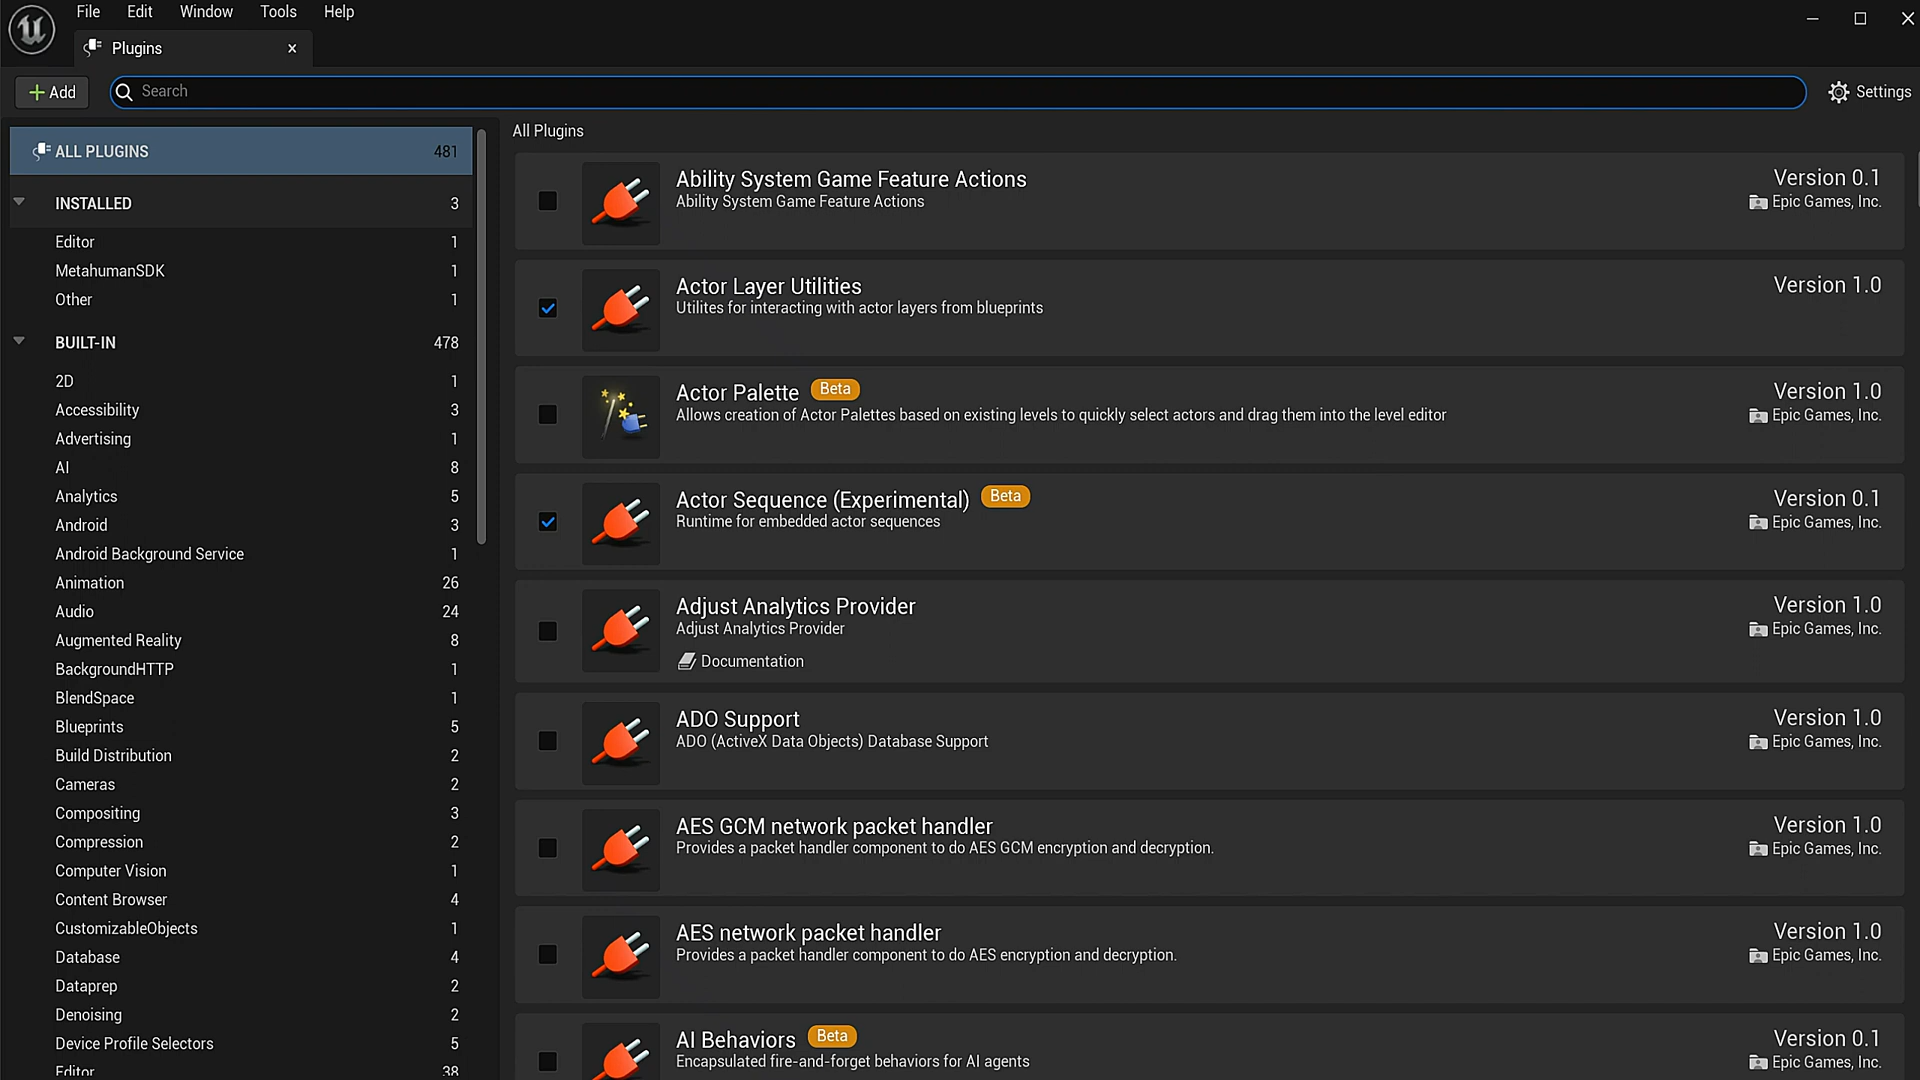 File Edit Window Tools Help
Plugins
Add
Search
Settings
ALL PLUGINS 481
INSTALLED 3
Editor 1
MetahumanSDK 1
Other 1
BUILT-IN 478
2D 1
Accessibility 3
Advertising 1
AI 8
Analytics 5
Android 3
Android Background Service 1
Animation 26
Audio 24
Augmented Reality 8
BackgroundHTTP 1
BlendSpace 1
Blueprints 5
Build Distribution 2
Cameras 2
Compositing 3
Compression 2
Computer Vision 1
Content Browser 4
CustomizableObjects 1
Database 4
Dataprep 2
Denoising 2
Device Profile Selectors 5
Editor 38
All Plugins
Ability System Game Feature Actions Version 0.1
Ability System Game Feature Actions Epic Games, Inc.
Actor Layer Utilities Version 1.0
Utilites for interacting with actor layers from blueprints
Actor Palette Beta Version 1.0
Allows creation of Actor Palettes based on existing levels to quickly select actors and drag them into the level editor Epic Games, Inc.
Actor Sequence (Experimental) Beta Version 0.1
Runtime for embedded actor sequences Epic Games, Inc.
Adjust Analytics Provider Version 1.0
Adjust Analytics Provider Epic Games, Inc.
Documentation
ADO Support Version 1.0
ADO (ActiveX Data Objects) Database Support Epic Games, Inc.
AES GCM network packet handler Version 1.0
Provides a packet handler component to do AES GCM encryption and decryption. Epic Games, Inc.
AES network packet handler Version 1.0
Provides a packet handler component to do AES encryption and decryption. Epic Games, Inc.
AI Behaviors Beta Version 0.1
Encapsulated fire-and-forget behaviors for AI agents Epic Games, Inc.